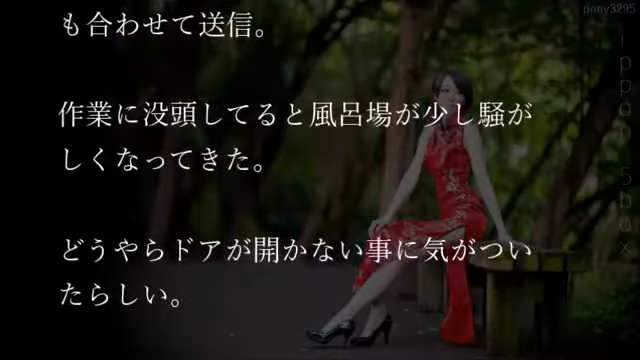 pony3295
も合わせて送信。
作業に没頭してると風呂場が少し騒が
しくなってきた。
どうやらドアが開かない事に気がつい
たらしい。